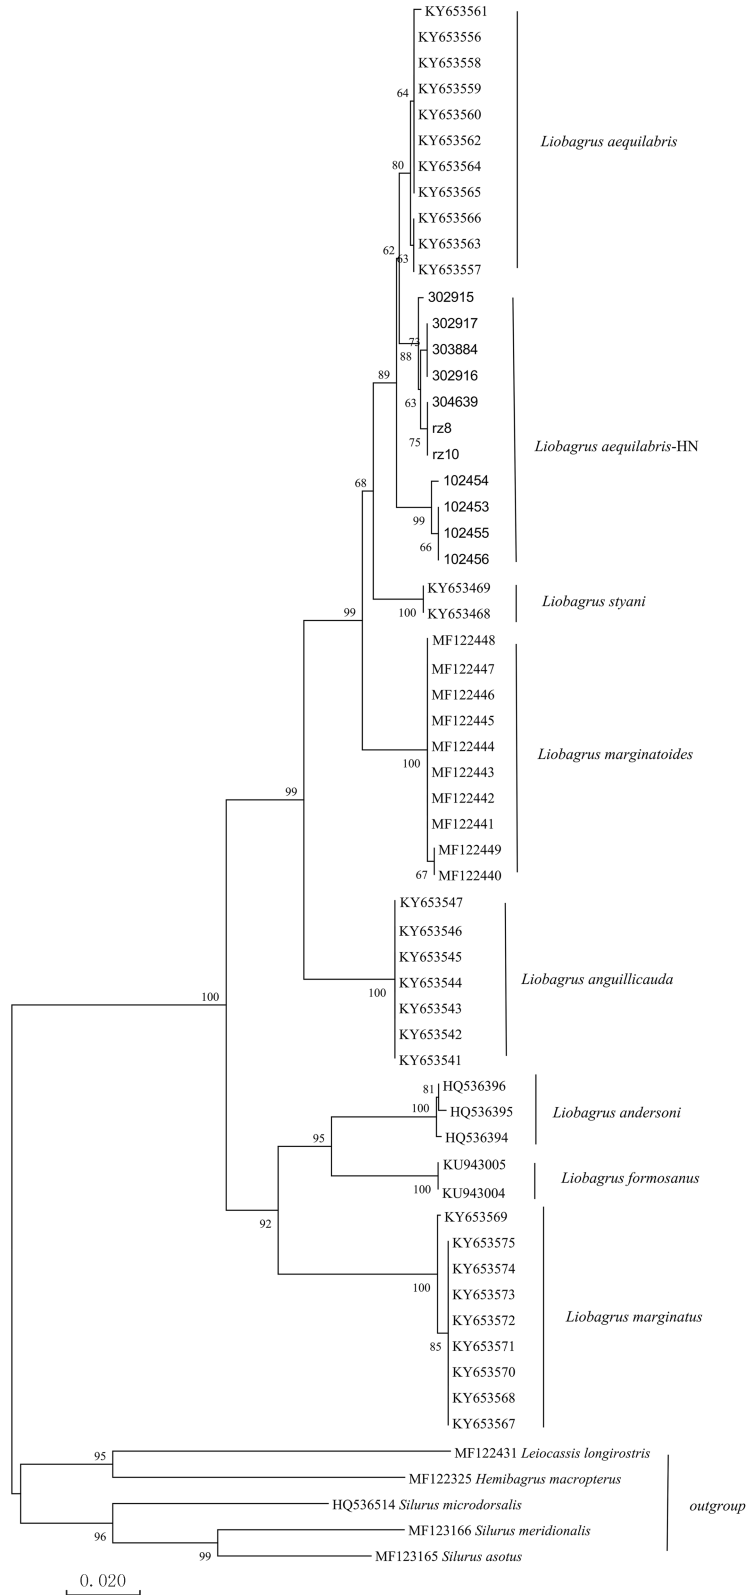 KY653561
KY653556
KY653558
64
KY653559
KY653560
KY653562
Liobagrus aequilabris
80
KY653564
KY653565
KY653566
62
KY653563
63
KY653557
302915
302917
73
303884
88
302916
89
63
304639
rz8
75
Liobagrus aequilabris-HN
rz10
68
102454
102453
99
102455
66
102456
KY653469
Liobagrus styani
99
100
KY653468
MF122448
MF122447
MF122446
MF122445
MF122444
Liobagrus marginatoides
100
MF122443
99
MF122442
MF122441
MF122449
67
MF122440
KY653547
KY653546
KY653545
KY653544
Liobagrus anguillicauda
100
100
KY653543
KY653542
KY653541
81
HQ536396
100
HQ536395
Liobagrus andersoni
95
HQ536394
KU943005
Liobagrus formosanus
100
KU943004
92
KY653569
KY653575
KY653574
100
KY653573
KY653572
Liobagrus marginatus
85
KY653571
KY653570
KY653568
KY653567
95
MF122431 Leiocassis longirostris
MF122325 Hemibagrus macropterus
HQ536514 Silurus microdorsalis
outgroup
96
MF123166 Silurus meridionalis
99
MF123165 Silurus asotus
0.020